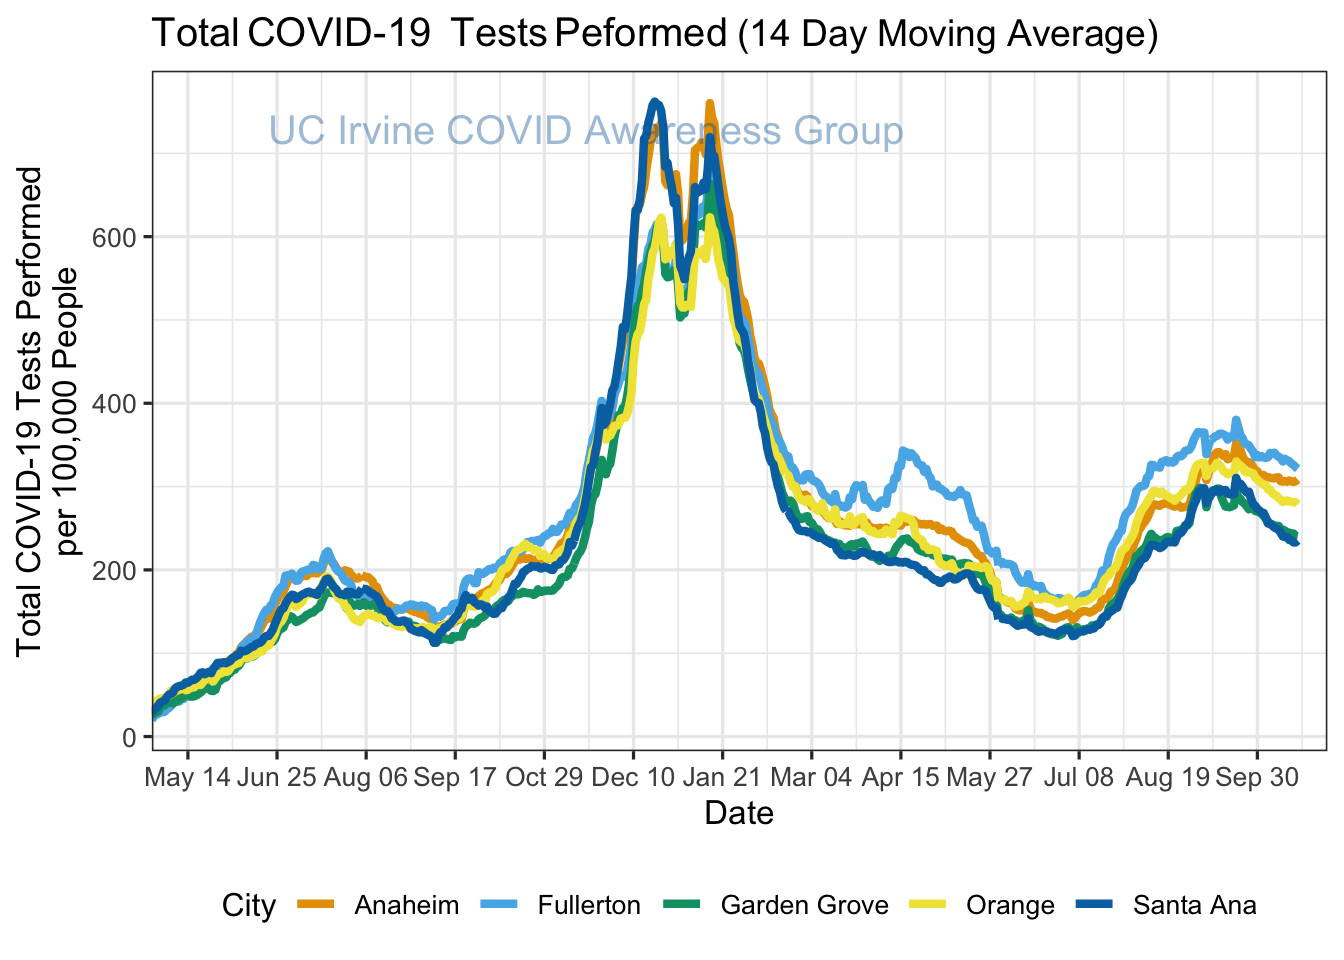 Total COVID-19 Tests Peformed (14 Day Moving Average)
UC Irvine COVID Awareness Group
Total COVID-19 Tests Performed
per 100,000 People
600
400
200
0
May 14 Jun 25 Aug 06 Sep 17 Oct 29 Dec 10 Jan 21 Mar 04 Apr 15 May 27 Jul 08 Aug 19 Sep 30
Date
City Anaheim Fullerton Garden Grove Orange Santa Ana